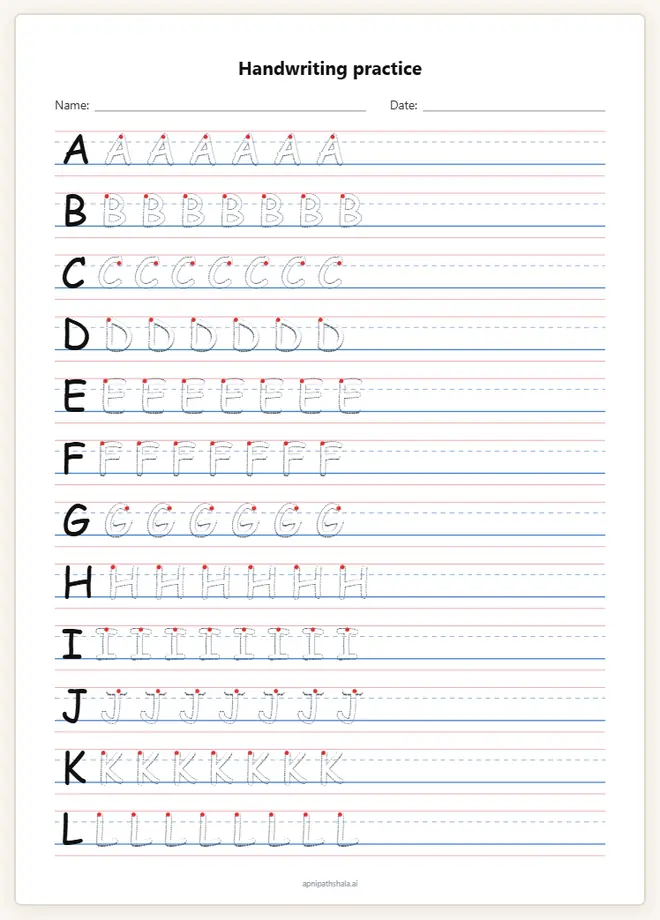 Handwriting practice
Name: Date:
A A A A A A A
B B B B B B B B
C C C C C C C C
D D D D D D D
E E E E E E E E
F F F F F F F F
G G G G G G G
H H H H H H H
I I I I I I I I I
J J J J J J J J
K K K K K K K K
L L L L L L L L L
apnipathshala.ai